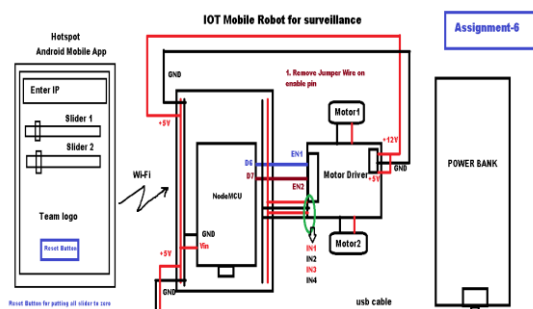 IOT Mobile Robot for surveillance
Assignment-6
Hotspot
Android Mobile App
Enter IP
Slider 1
Slider 2
Team logo
Reset Button
Reset Button for putting all slider to zero
Wi-Fi
GND
+5V
1. Remove Jumper Wire on
enable pin
NodeMCU
D6
D7
GND
Vin
+5V
GND
EN1
EN2
Motor1
Motor Driver
Motor2
+12V
GND
+5V
IN1
IN2
IN3
IN4
usb cable
POWER BANK